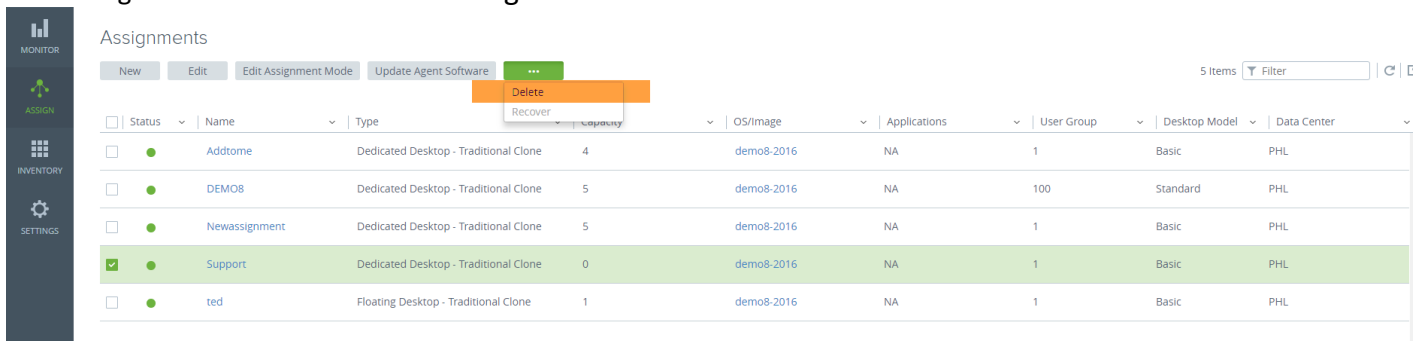 MONITOR
ASSIGN
INVENTORY
SETTINGS
Assignments
New Edit Edit Assignment Mode Update Agent Software ... 5 Items Filter
Delete
Recover
Status Name Type Capacity OS/Image Applications User Group Desktop Model Data Center
Addtome Dedicated Desktop - Traditional Clone 4 demo8-2016 NA 1 Basic PHL
DEMO8 Dedicated Desktop - Traditional Clone 5 demo8-2016 NA 100 Standard PHL
Newassignment Dedicated Desktop - Traditional Clone 5 demo8-2016 NA 1 Basic PHL
Support Dedicated Desktop - Traditional Clone 0 demo8-2016 NA 1 Basic PHL
ted Floating Desktop - Traditional Clone 1 demo8-2016 NA 1 Basic PHL